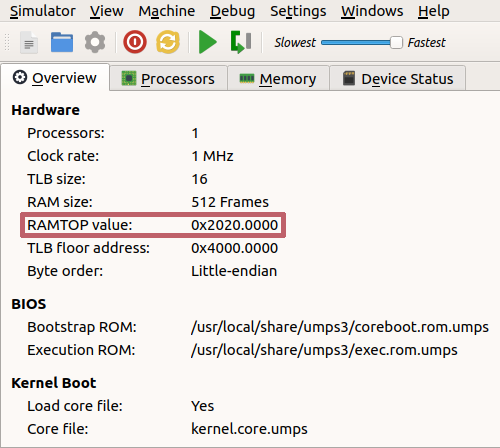 Simulator View Machine Debug Settings Windows Help
Slowest Fastest
Overview Processors Memory Device Status
Hardware
Processors: 1
Clock rate: 1 MHz
TLB size: 16
RAM size: 512 Frames
RAMTOP value: 0x2020.0000
TLB floor address: 0x4000.0000
Byte order: Little-endian
BIOS
Bootstrap ROM: /usr/local/share/umps3/coreboot.rom.umps
Execution ROM: /usr/local/share/umps3/exec.rom.umps
Kernel Boot
Load core file: Yes
Core file: kernel.core.umps